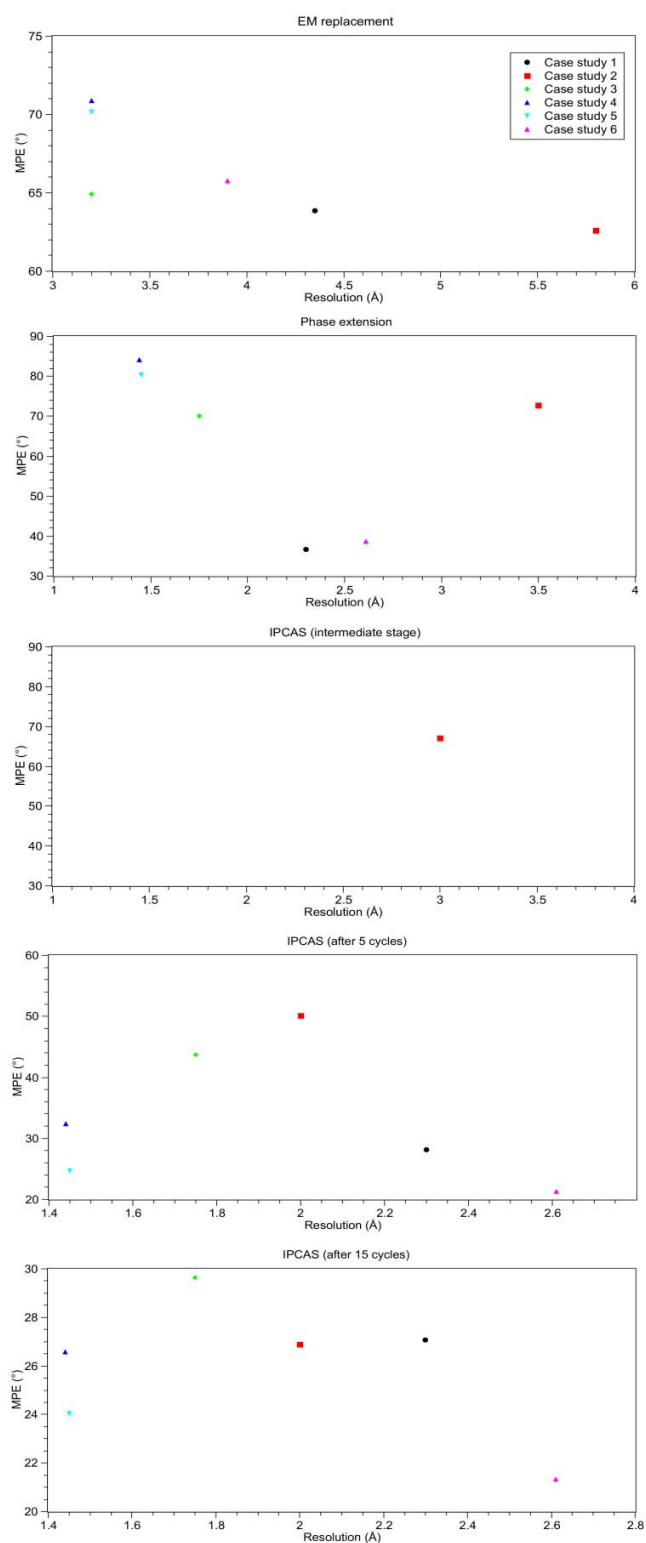 EM replacement
75
70
65
60
MPE (°)
Case study 1
Case study 2
Case study 3
Case study 4
Case study 5
Case study 6
3 3.5 4 4.5 5 5.5 6
Resolution (Å)
Phase extension
90
80
70
60
50
40
30
MPE (°)
1 1.5 2 2.5 3 3.5 4
Resolution (Å)
IPCAS (intermediate stage)
90
80
70
60
50
40
30
MPE (°)
1 1.5 2 2.5 3 3.5 4
Resolution (Å)
IPCAS (after 5 cycles)
60
50
40
30
20
MPE (°)
1.4 1.6 1.8 2 2.2 2.4 2.6
Resolution (Å)
IPCAS (after 15 cycles)
30
28
26
24
22
20
MPE (°)
1.4 1.6 1.8 2 2.2 2.4 2.6 2.8
Resolution (Å)